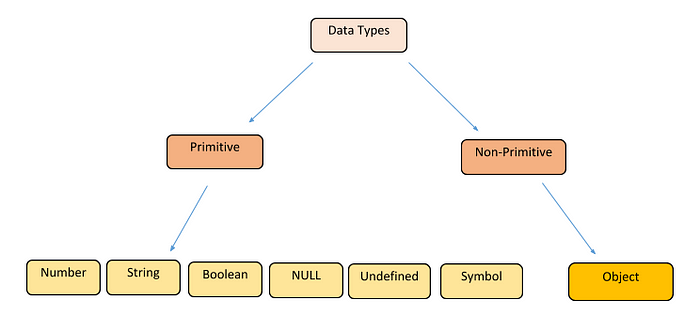 Data Types
Primitive
Non-Primitive
Number
String
Boolean
NULL
Undefined
Symbol
Object